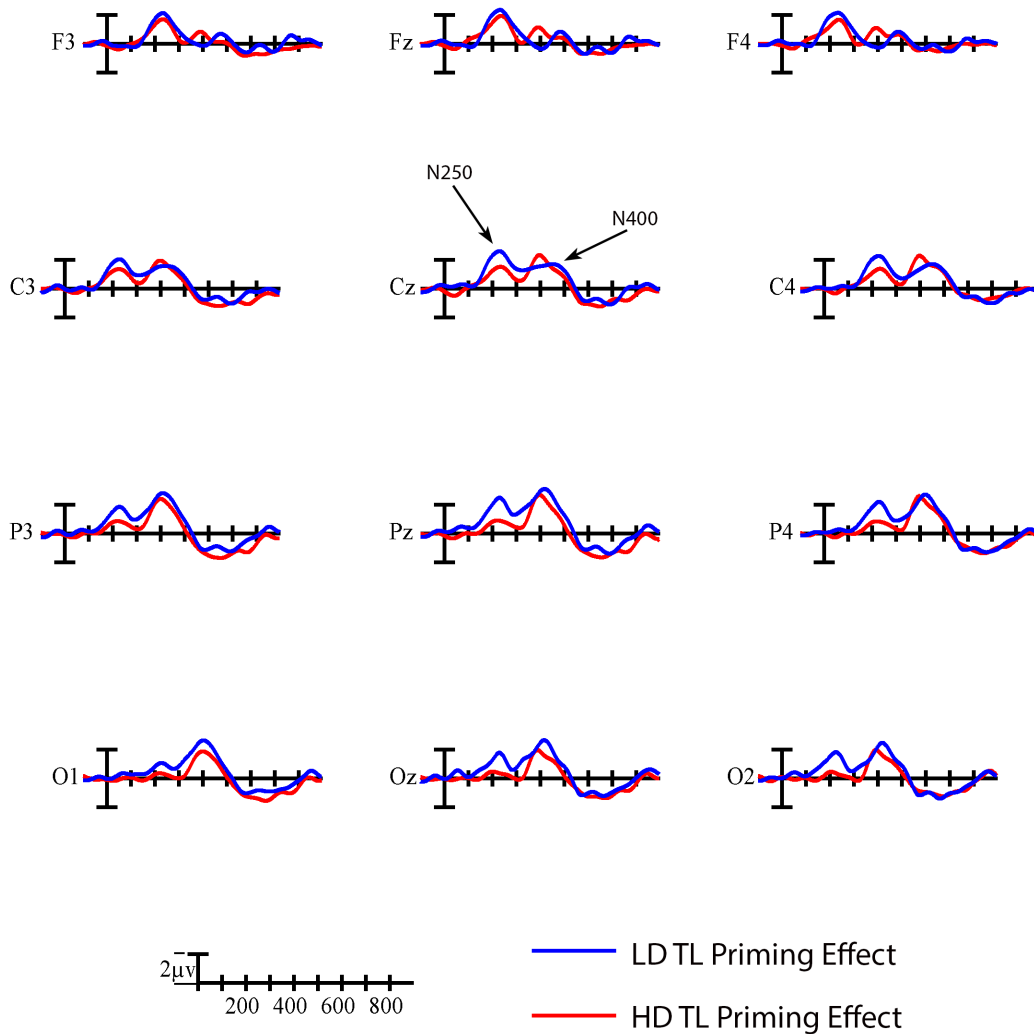 F3 Fz F4
N250
N400
C3 Cz C4
P3 Pz P4
O1 Oz O2
LD TL Priming Effect
2μv
200 400 600 800
HD TL Priming Effect